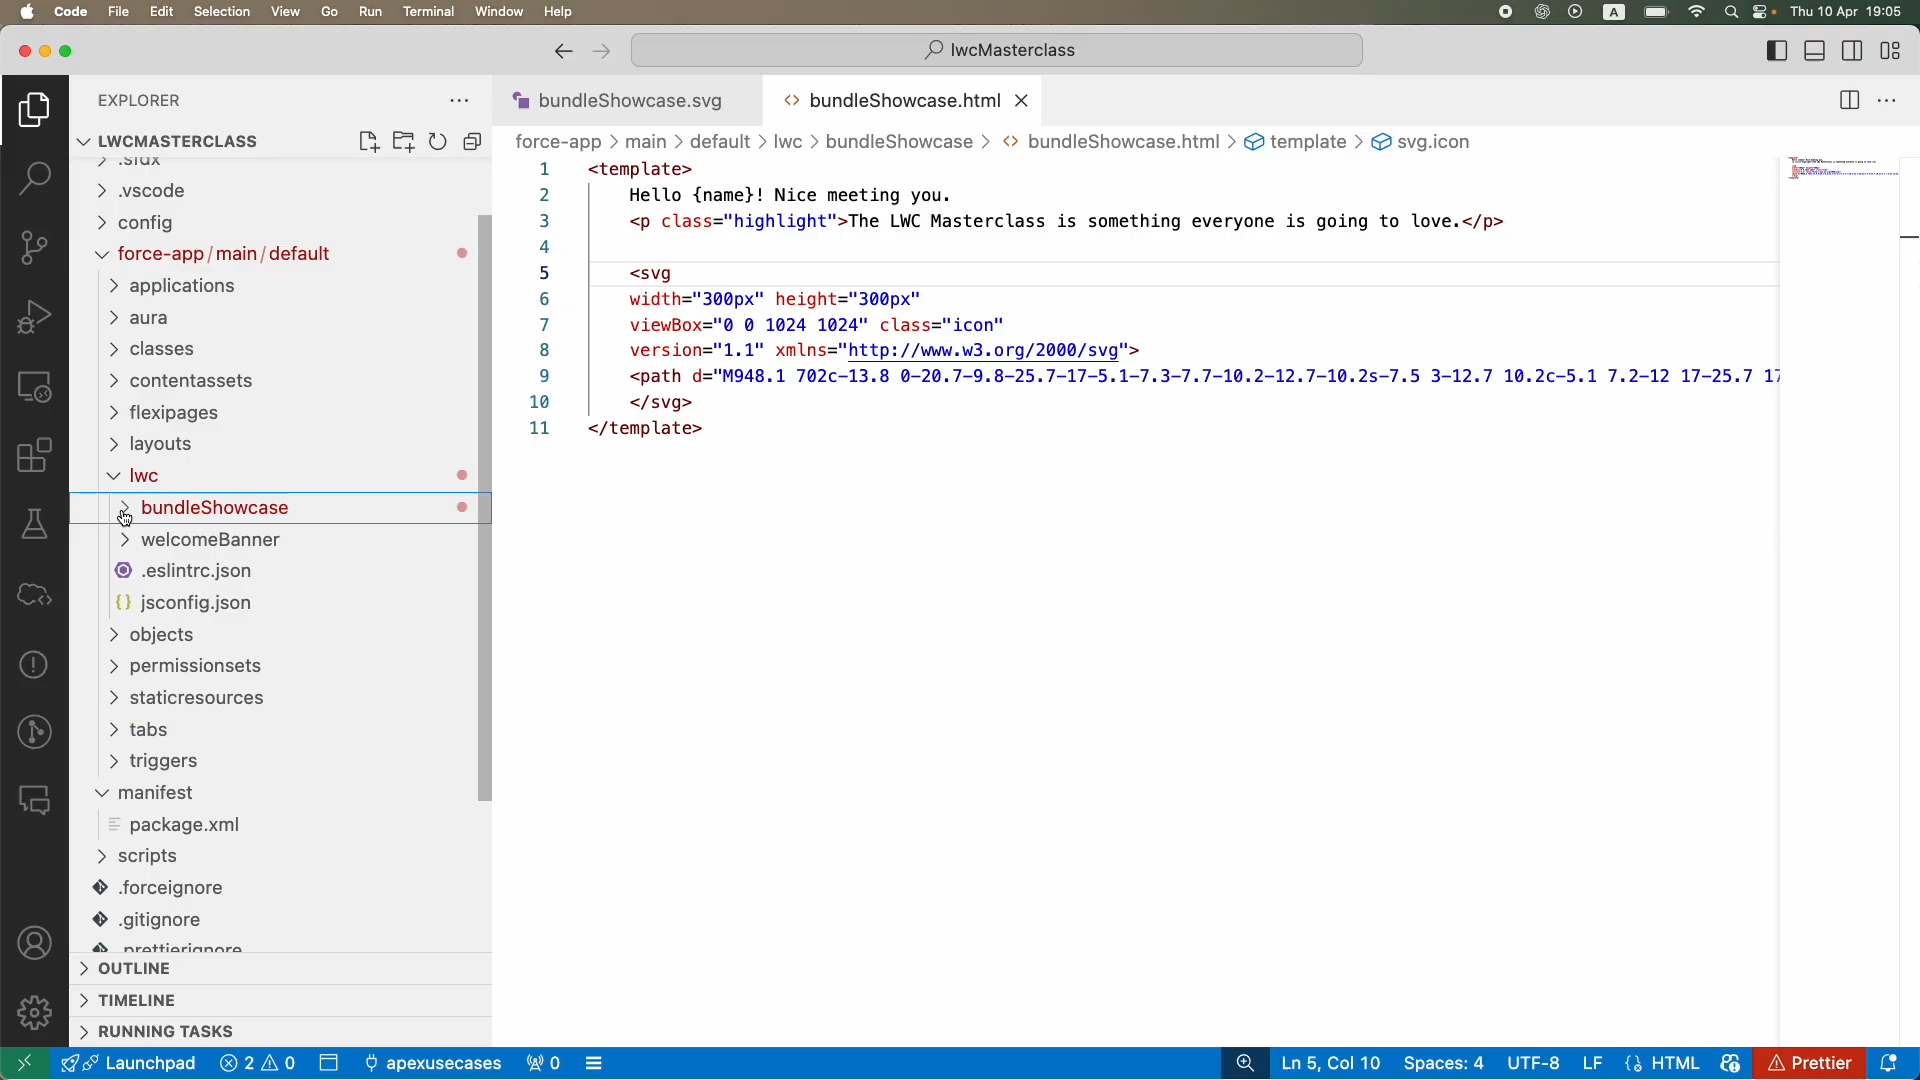 Code File Edit Selection View Go Run Terminal Window Help
A Thu 10 Apr 19:05
lwcMasterclass
EXPLORER
LWCMASTERCLASS
.sfdx
.vscode
config
force-app/main/default
applications
aura
classes
contentassets
flexipages
layouts
lwc
bundleShowcase
welcomeBanner
.eslintrc.json
{} jsconfig.json
objects
permissionsets
staticresources
tabs
triggers
manifest
package.xml
scripts
.forceignore
.gitignore
.prettierignore
OUTLINE
TIMELINE
RUNNING TASKS
bundleShowcase.svg
<> bundleShowcase.html
force-app > main > default > lwc > bundleShowcase > <> bundleShowcase.html > template > svg.icon
1 <template>
2 Hello {name}! Nice meeting you.
3 <p class="highlight">The LWC Masterclass is something everyone is going to love.</p>
4
5 <svg
6 width="300px" height="300px"
7 viewBox="0 0 1024 1024" class="icon"
8 version="1.1" xmlns="http://www.w3.org/2000/svg">
9 <path d="M948.1 702c-13.8 0-20.7-9.8-25.7-17-5.1-7.3-7.7-10.2-12.7-10.2s-7.5 3-12.7 10.2c-5.1 7.2-12 17-25.7 17
10 </svg>
11 </template>
Launchpad 2 0 apexusecases 0
Ln 5, Col 10 Spaces: 4 UTF-8 LF {} HTML Prettier